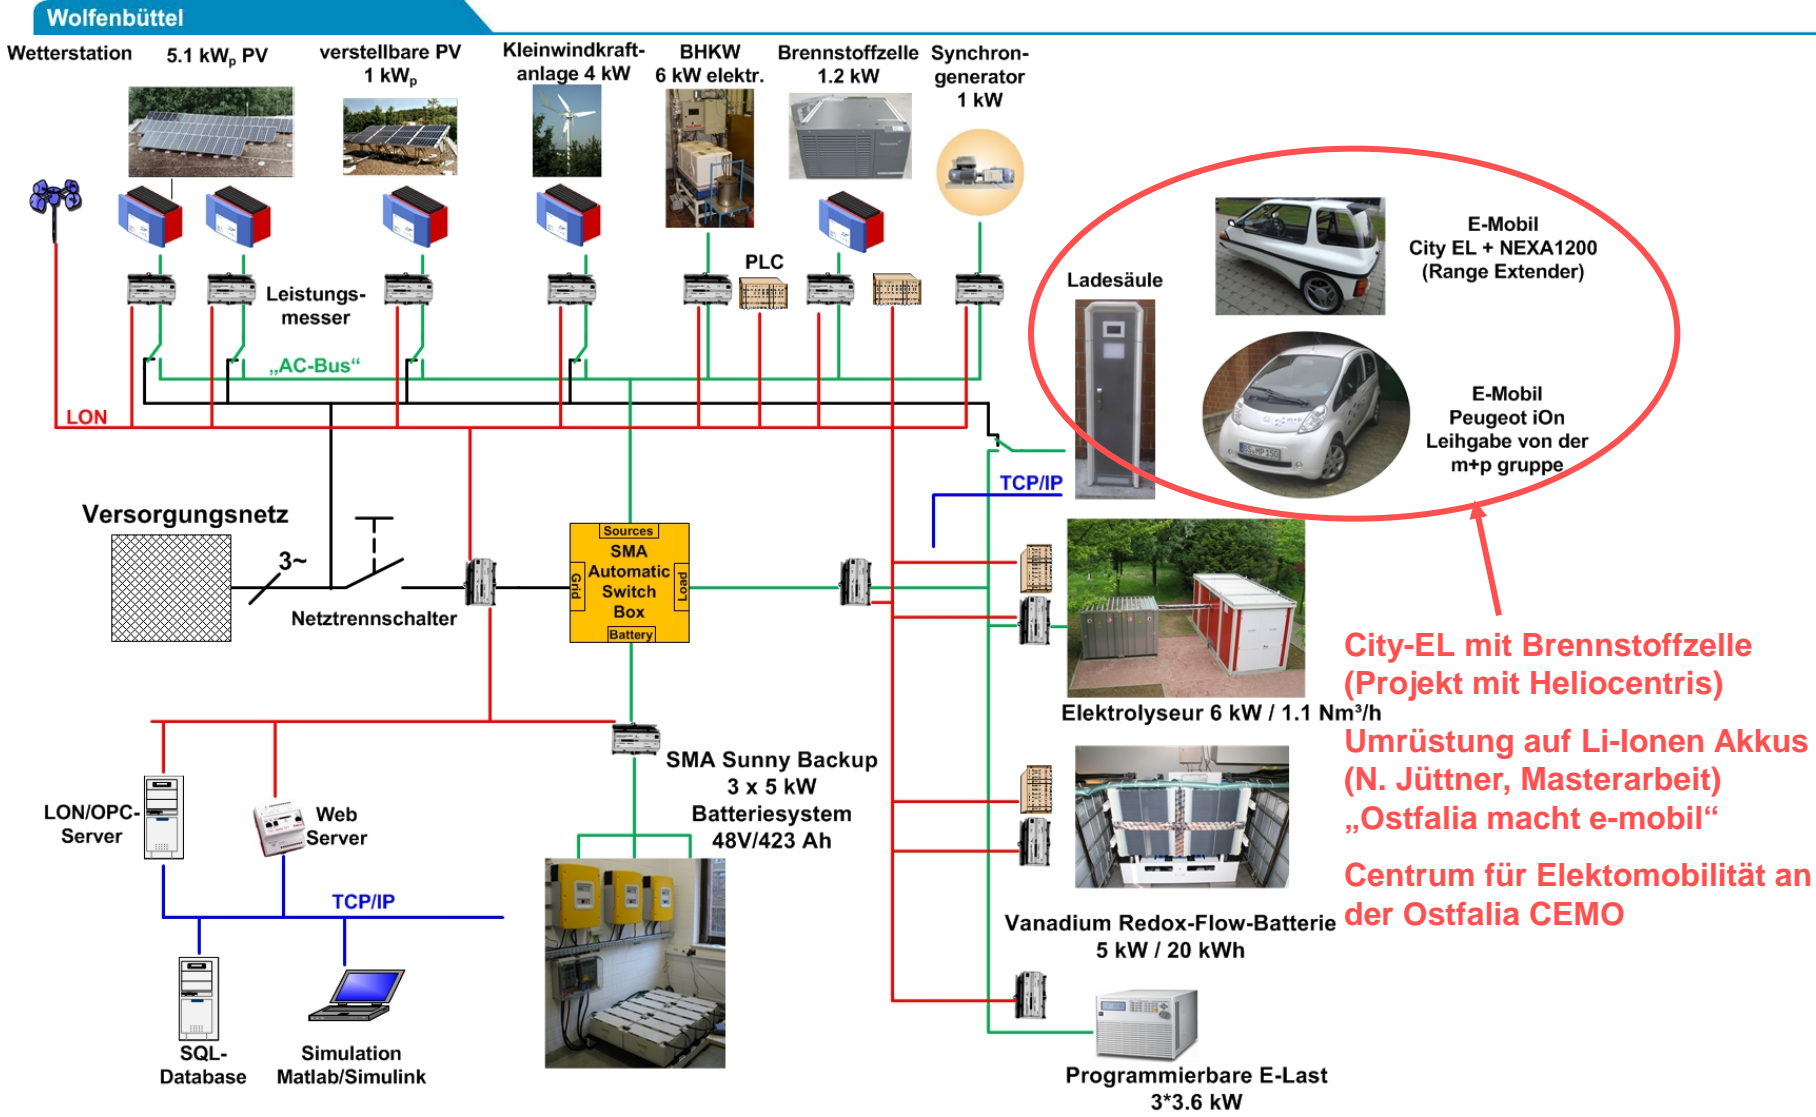 Wolfenbüttel
Wetterstation
5.1 kWp PV
verstellbare PV
1 kWp
Kleinwindkraft-
anlage 4 kW
BHKW
6 kW elektr.
Brennstoffzelle
1.2 kW
Synchron-
generator
1 kW
Leistungs-
messer
PLC
„AC-Bus“
LON
Ladesäule
E-Mobil
City EL + NEXA1200
(Range Extender)
E-Mobil
Peugeot iOn
Leihgabe von der
m+p gruppe
TCP/IP
Versorgungsnetz
3~
Netztrennschalter
Sources
SMA
Automatic
Switch
Box
Grid
Load
Battery
City-EL mit Brennstoffzelle
(Projekt mit Heliocentris)
Elektrolyseur 6 kW / 1.1 Nm³/h
Umrüstung auf Li-Ionen Akkus
(N. Jüttner, Masterarbeit)
„Ostfalia macht e-mobil“
SMA Sunny Backup
3 x 5 kW
Batteriesystem
48V/423 Ah
LON/OPC-
Server
Web
Server
Centrum für Elektomobilität an
der Ostfalia CEMO
TCP/IP
Vanadium Redox-Flow-Batterie
5 kW / 20 kWh
SQL-
Database
Simulation
Matlab/Simulink
Programmierbare E-Last
3*3.6 kW